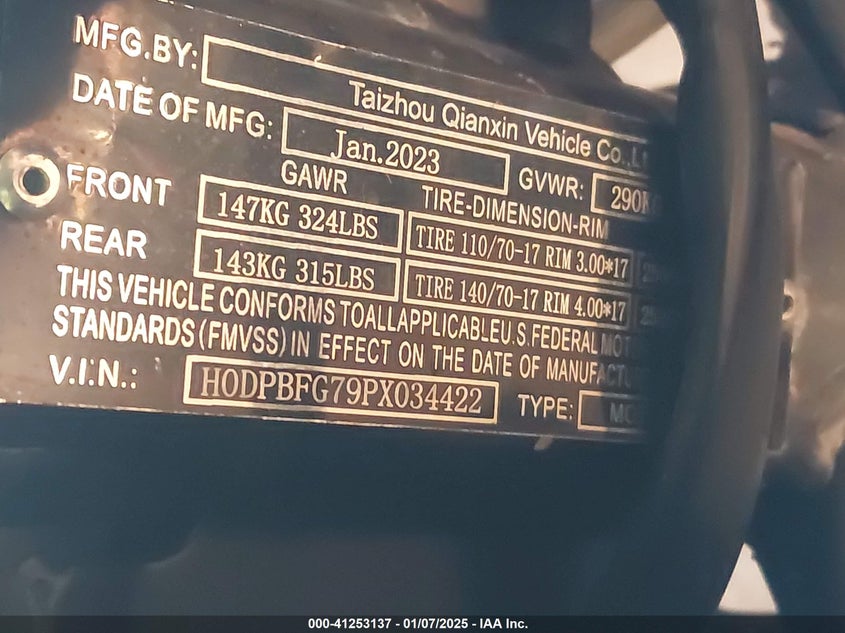 MFG.BY: Taizhou Qianxin Vehicle Co.,
DATE OF MFG: Jan.2023 GVWR: 290KG
GAWR TIRE-DIMENSION-RIM
FRONT 147KG 324LBS TIRE 110/70-17 RIM 3.00*17
REAR 143KG 315LBS TIRE 140/70-17 RIM 4.00*17
THIS VEHICLE CONFORMS TOALLAPPLICABLEU.S.FEDERAL
STANDARDS(FMVSS)IN EFFECT ON THE DATE OF MANUFACTURE
V.I.N.: H0DPBFG79PX034422 TYPE:
000-41253137 - 01/07/2025 - IAA Inc.